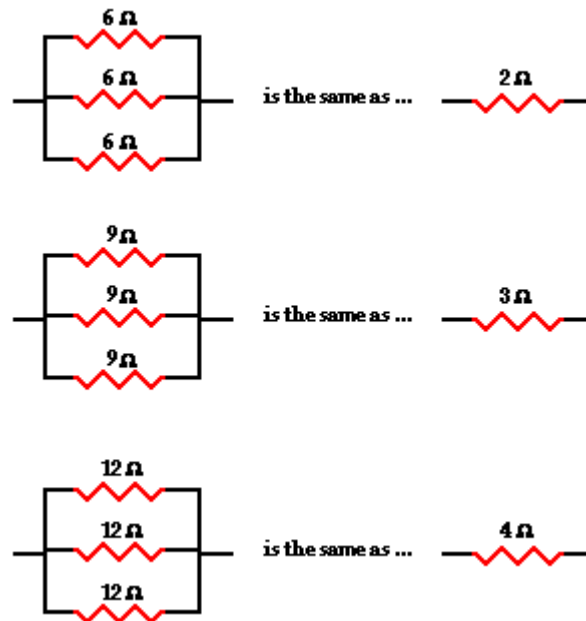 6 Ω
6 Ω
6 Ω
is the same as ...
2 Ω
9 Ω
9 Ω
9 Ω
is the same as ...
3 Ω
12 Ω
12 Ω
12 Ω
is the same as ...
4 Ω